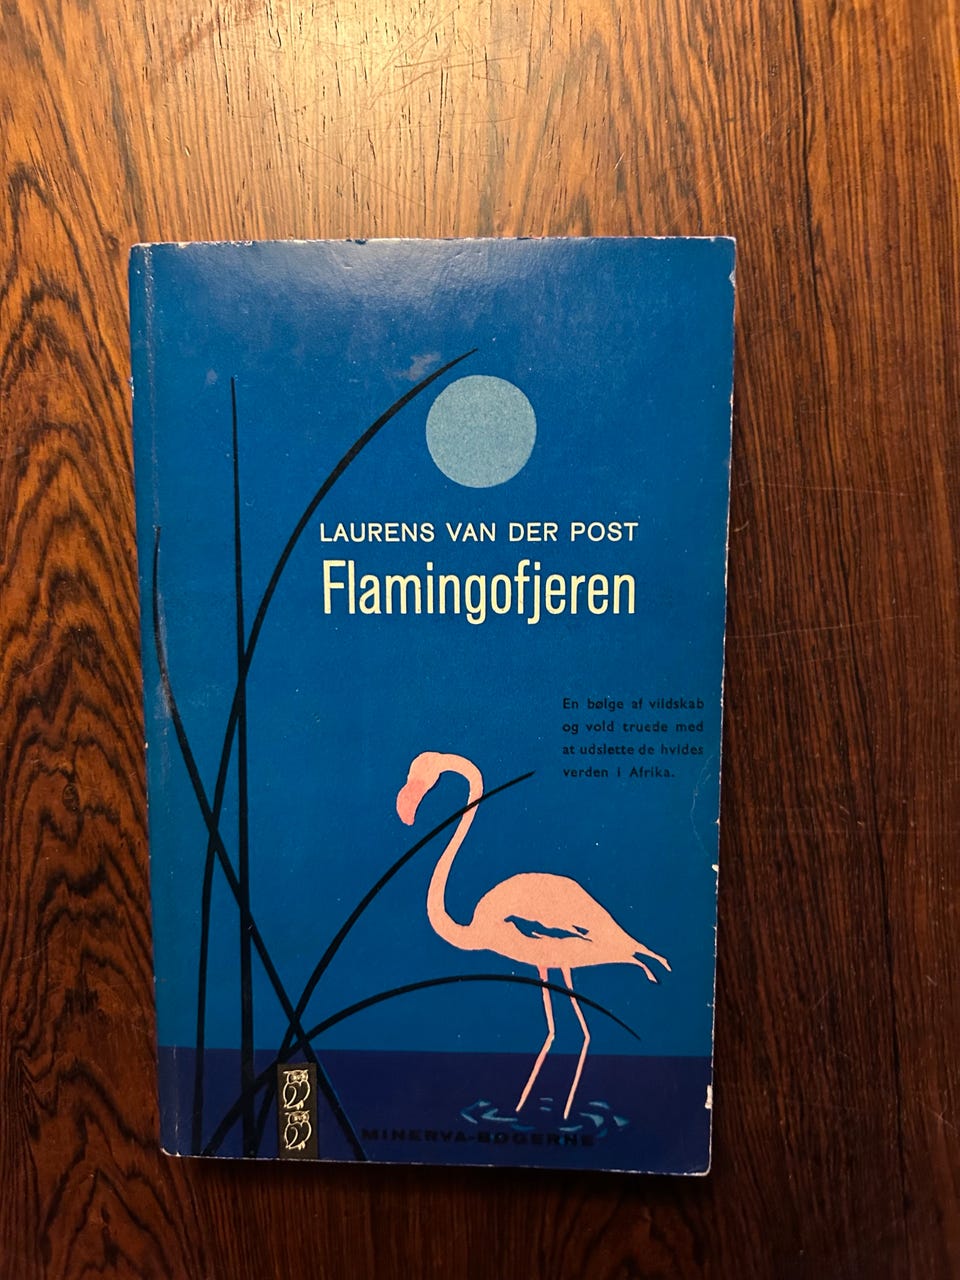 LAURENS VAN DER POST
Flamingofjeren
En bølge af vildskab
og vold truede med
at udslette de hvides
verden i Afrika.
MINERVA-BØGERNE